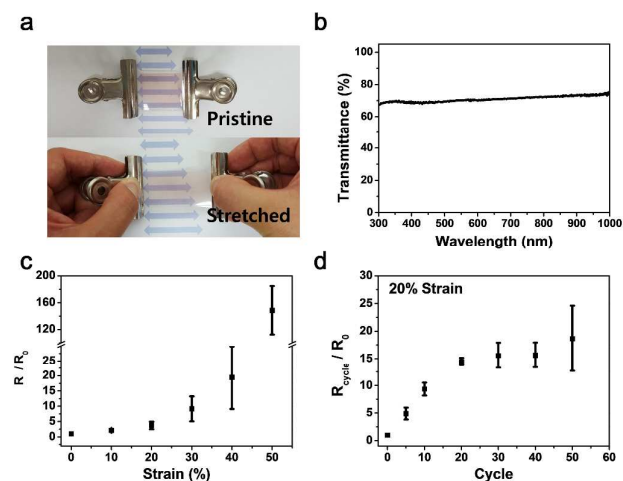 a
Pristine
Stretched
b
Transmittance (%)
100
80
60
40
20
0
300 400 500 600 700 800 900 1000
Wavelength (nm)
c
R / R0
200
160
120
25
20
15
10
5
0
0 10 20 30 40 50
Strain (%)
d
20% Strain
Rcycle / R0
30
25
20
15
10
5
0
0 10 20 30 40 50 60
Cycle